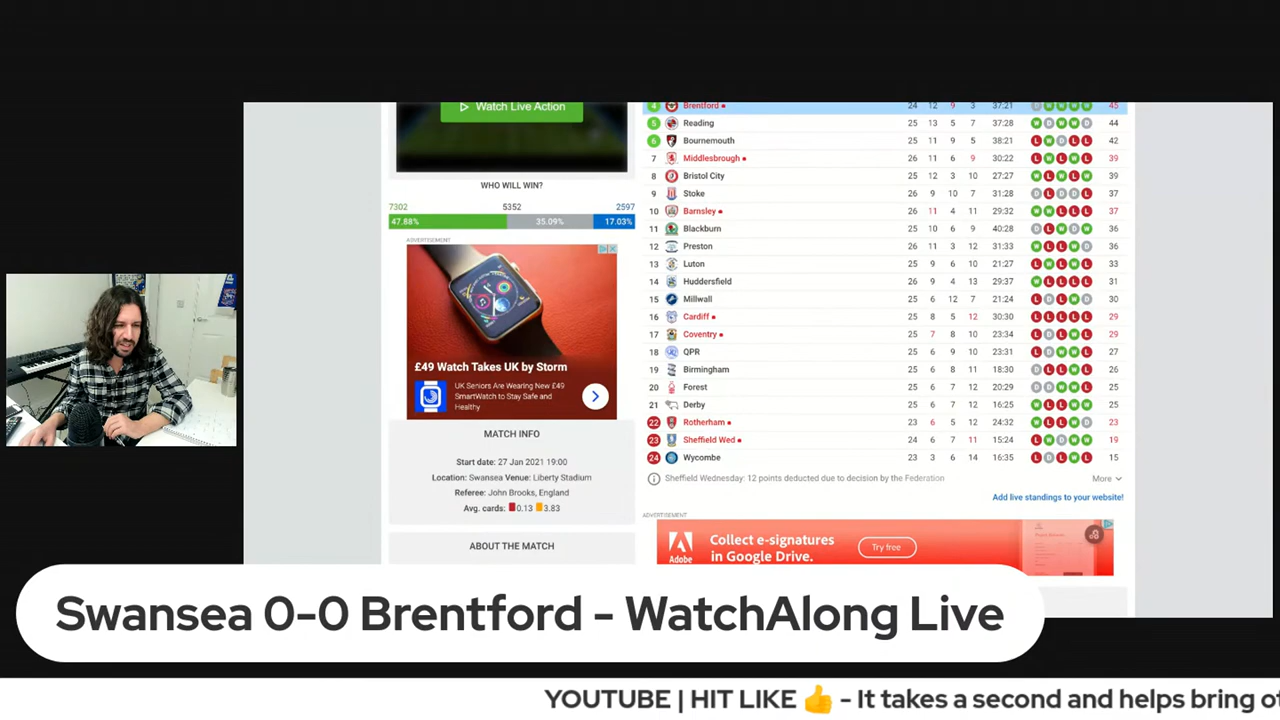 Watch Live Action
WHO WILL WIN?
7302 5352 2597
47.88% 35.09% 17.03%
ADVERTISEMENT
£49 Watch Takes UK by Storm
UK Seniors Are Wearing New £49
SmartWatch to Stay Safe and
Healthy
MATCH INFO
Start date: 27 Jan 2021 19:00
Location: Swansea Venue: Liberty Stadium
Referee: John Brooks, England
Avg. cards: 0.13 3.83
ABOUT THE MATCH
4 Brentford 24 12 9 3 37:21 W W W W 45
5 Reading 25 13 5 7 37:28 W D W W D 44
6 Bournemouth 25 11 9 5 38:21 L W D L L 42
7 Middlesbrough 26 11 6 9 30:22 L W L W L 39
8 Bristol City 25 12 3 10 27:27 W L W L W 39
9 Stoke 26 9 10 7 31:28 D L D D L 37
10 Barnsley 26 11 4 11 29:32 W W L L L 37
11 Blackburn 25 10 6 9 40:28 D L W D W 36
12 Preston 26 11 3 12 31:33 W L L W D 36
13 Luton 25 9 6 10 21:27 L W L W L 33
14 Huddersfield 26 9 4 13 29:37 W L L L L 31
15 Millwall 25 6 12 7 21:24 L D L W D 30
16 Cardiff 25 8 5 12 30:30 L L L L L 29
17 Coventry 25 7 8 10 23:34 L D L W L 29
18 QPR 25 6 9 10 23:31 L D W W L 27
19 Birmingham 25 6 8 11 18:30 D L L W L 26
20 Forest 25 6 7 12 20:29 D D W W L 25
21 Derby 25 6 7 12 16:25 W L L W W 25
22 Rotherham 23 6 5 12 24:32 W L L W D 23
23 Sheffield Wed 24 6 7 11 15:24 L W D W W 19
24 Wycombe 23 3 6 14 16:35 L D L W L 15
Sheffield Wednesday: 12 points deducted due to decision by the Federation
More
Add live standings to your website!
ADVERTISEMENT
Adobe
Collect e-signatures
in Google Drive.
Try free
Swansea 0-0 Brentford - WatchAlong Live
YOUTUBE | HIT LIKE 👍 - It takes a second and helps bring